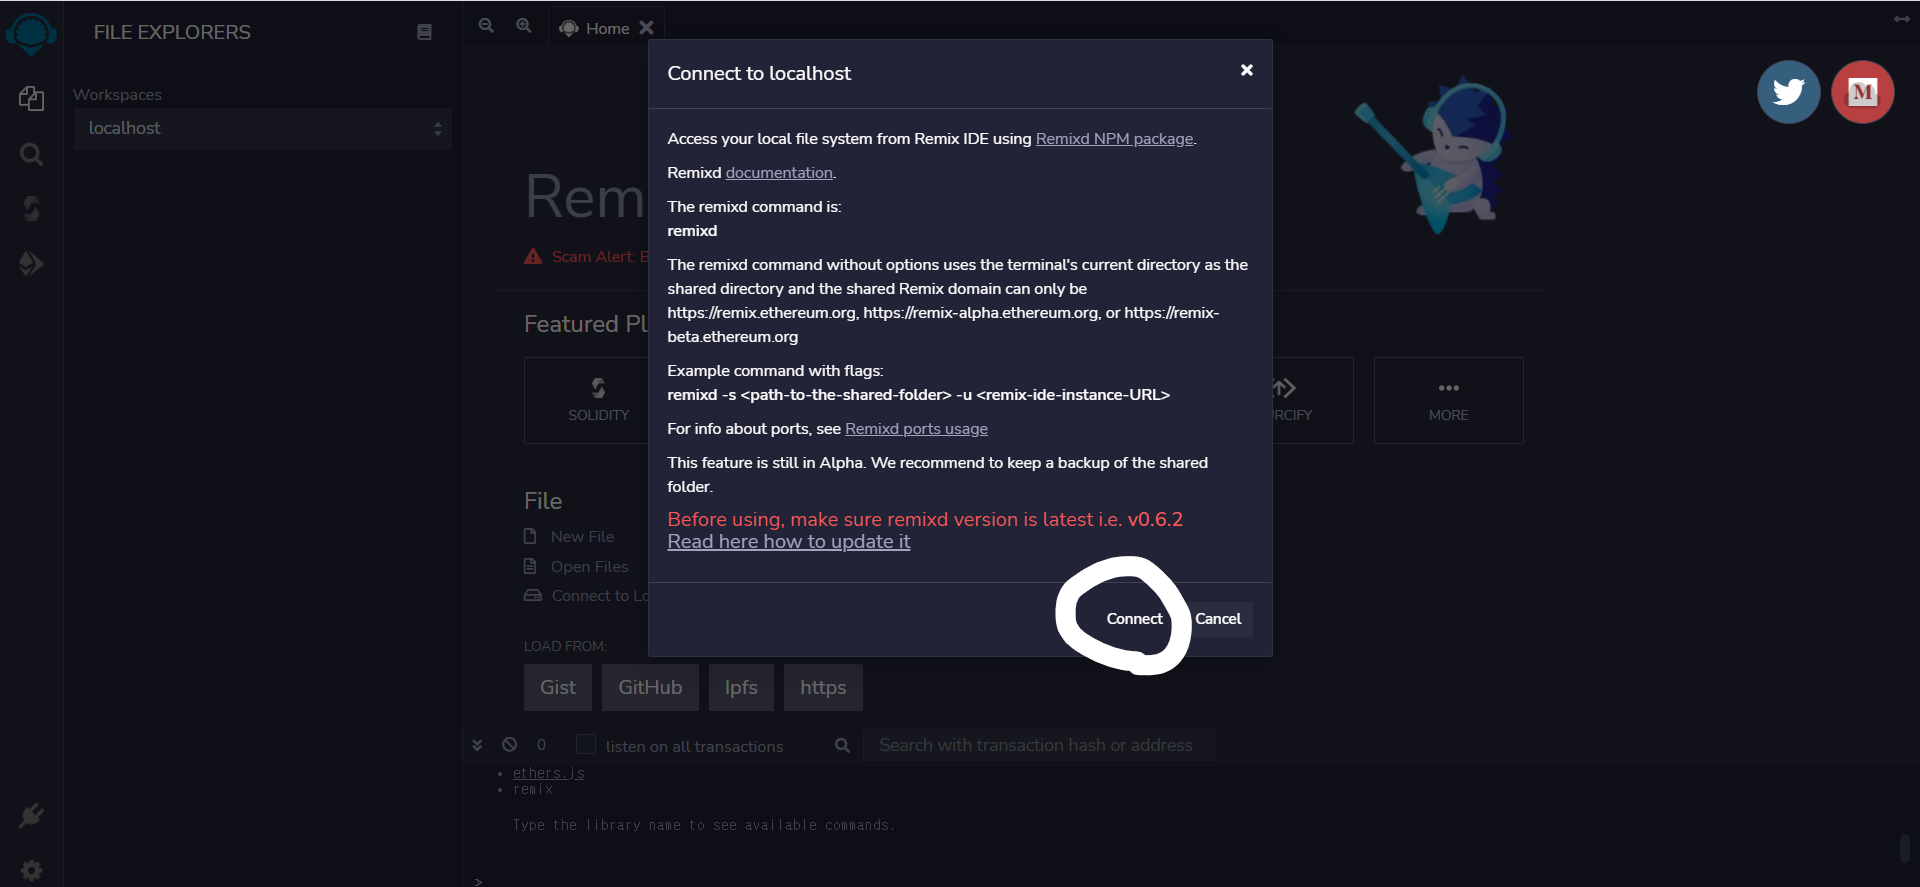 FILE EXPLORERS
Workspaces
localhost
Home
Connect to localhost
Access your local file system from Remix IDE using Remixd NPM package.
Remixd documentation.
The remixd command is:
remixd
The remixd command without options uses the terminal's current directory as the
shared directory and the shared Remix domain can only be
https://remix.ethereum.org, https://remix-alpha.ethereum.org, or https://remix-
beta.ethereum.org
Example command with flags:
remixd -s <path-to-the-shared-folder> -u <remix-ide-instance-URL>
For info about ports, see Remixd ports usage
This feature is still in Alpha. We recommend to keep a backup of the shared
folder.
Before using, make sure remixd version is latest i.e. v0.6.2
Read here how to update it
Connect
Cancel
Rem
Scam Alert: B
Featured Pl
SOLIDITY
RCIFY
MORE
File
New File
Open Files
Connect to Lo
LOAD FROM:
Gist
GitHub
Ipfs
https
M
0
listen on all transactions
Search with transaction hash or address
• ethers.js
• remix
Type the library name to see available commands.
>